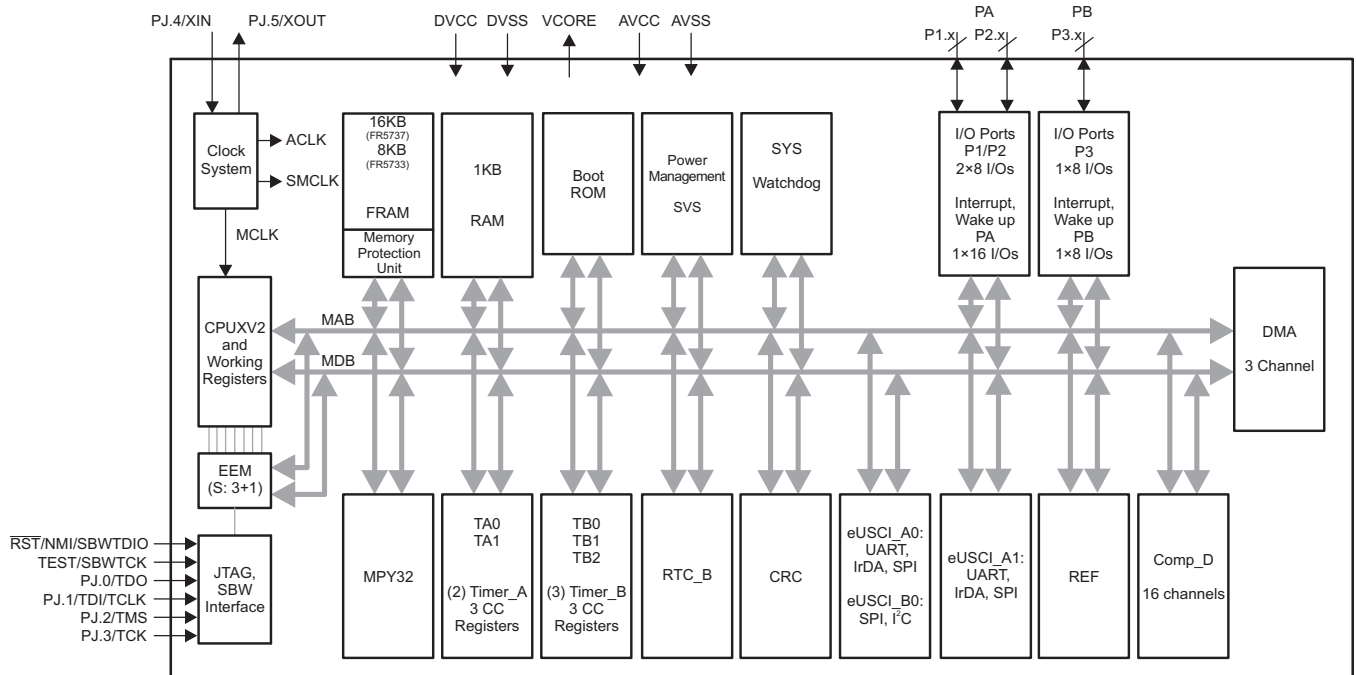 PJ.4/XIN
PJ.5/XOUT
DVCC
DVSS
VCORE
AVCC
AVSS
PA
P1.x
P2.x
PB
P3.x
Clock
System
ACLK
SMCLK
MCLK
16KB
(FR5737)
8KB
(FR5733)
FRAM
Memory
Protection
Unit
1KB
RAM
Boot
ROM
Power
Management
SVS
SYS
Watchdog
I/O Ports
P1/P2
2×8 I/Os
Interrupt,
Wake up
PA
1×16 I/Os
I/O Ports
P3
1×8 I/Os
Interrupt,
Wake up
PB
1×8 I/Os
CPUXV2
and
Working
Registers
MAB
MDB
DMA
3 Channel
EEM
(S: 3+1)
RST/NMI/SBWTDIO
TEST/SBWTCK
PJ.0/TDO
PJ.1/TDI/TCLK
PJ.2/TMS
PJ.3/TCK
JTAG,
SBW
Interface
MPY32
TA0
TA1
(2) Timer_A
3 CC
Registers
TB0
TB1
TB2
(3) Timer_B
3 CC
Registers
RTC_B
CRC
eUSCI_A0:
UART,
IrDA, SPI
eUSCI_B0:
SPI, I²C
eUSCI_A1:
UART,
IrDA, SPI
REF
Comp_D
16 channels